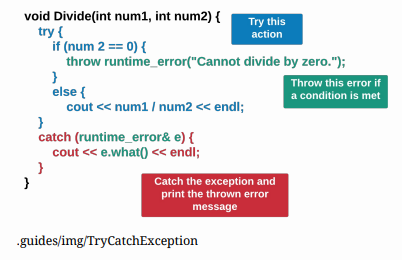 void Divide(int num1, int num2) {
try {
if (num 2 == 0) {
throw runtime_error("Cannot divide by zero.");
}
else {
cout << num1 / num2 << endl;
}
catch (runtime_error& e) {
cout << e.what() << endl;
}
}
Try this
action
Throw this error if
a condition is met
Catch the exception and
print the thrown error
message
.guides/img/TryCatchException